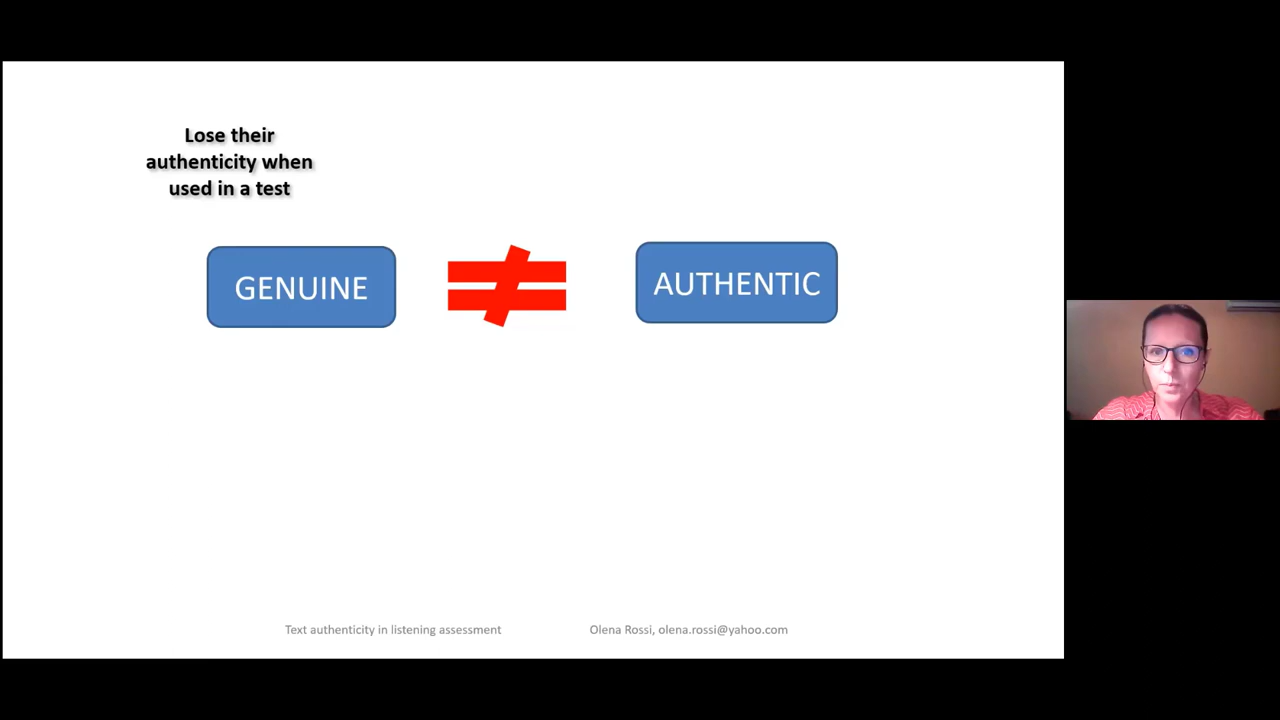 Lose their
authenticity when
used in a test
GENUINE
AUTHENTIC
Text authenticity in listening assessment
Olena Rossi, olena.rossi@yahoo.com